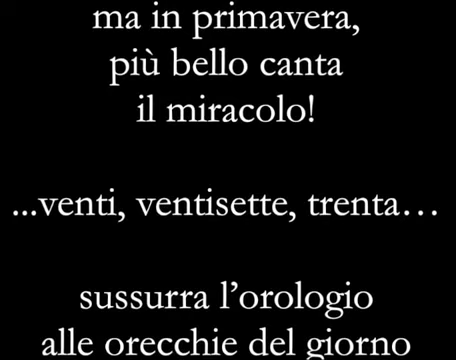 ma in primavera,
più bello canta
il miracolo!
...venti, ventisette, trenta…
sussurra l’orologio
alle orecchie del giorno